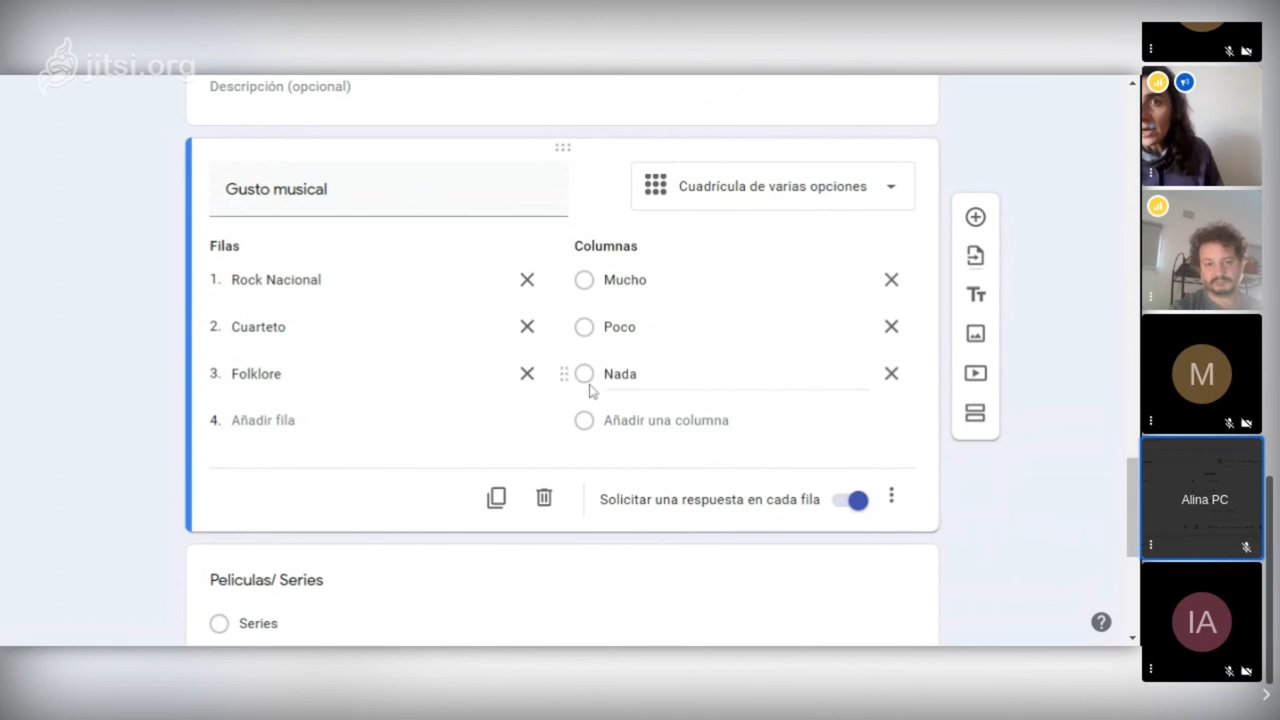 jitsi.org
Descripción (opcional)
Gusto musical
Cuadrícula de varias opciones
Filas
Columnas
1. Rock Nacional
Mucho
2. Cuarteto
Poco
3. Folklore
Nada
4. Añadir fila
Añadir una columna
Solicitar una respuesta en cada fila
Peliculas/ Series
Series
M
Alina PC
IA